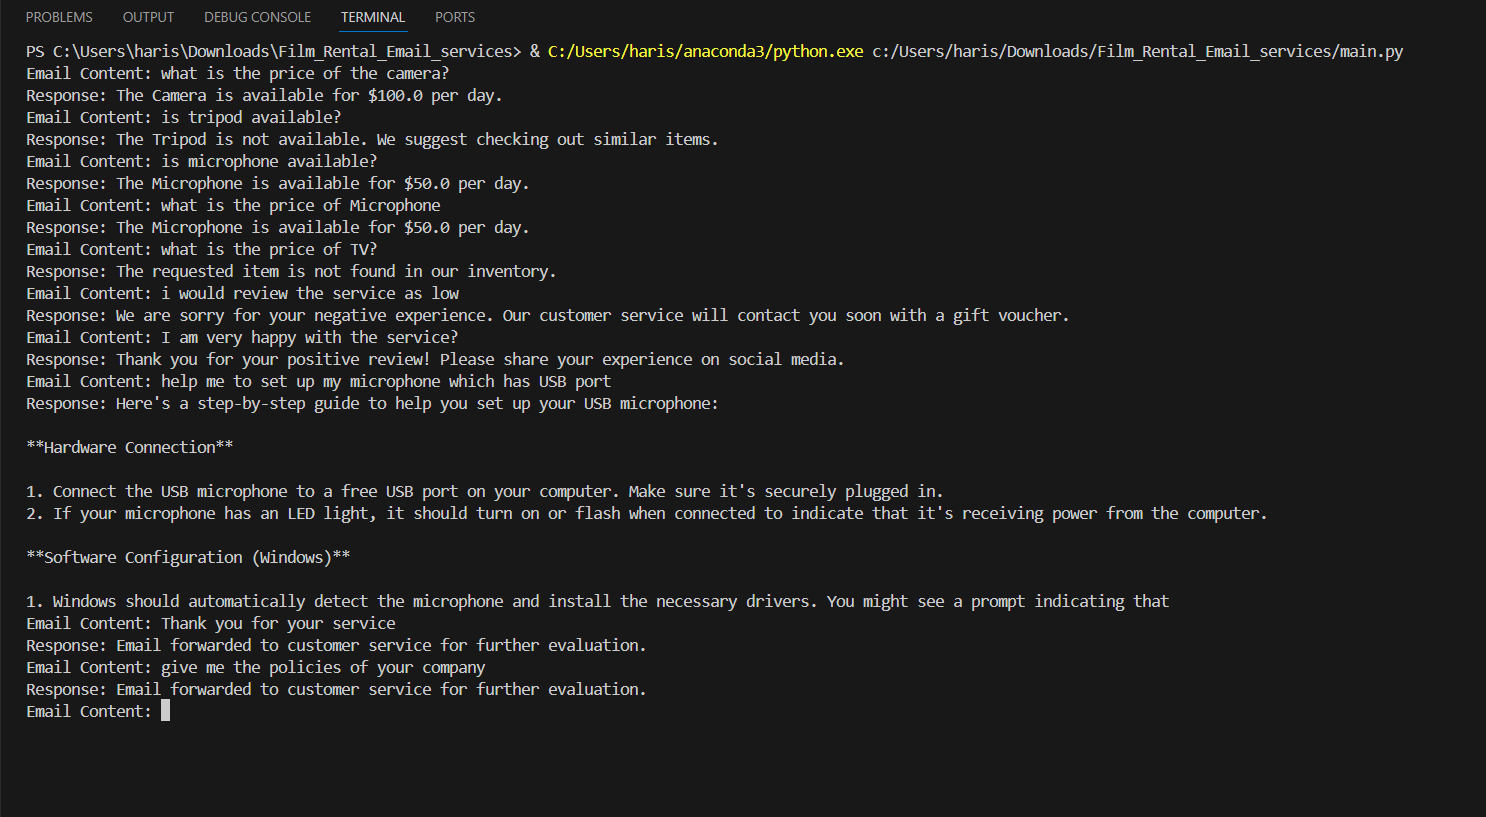 PROBLEMS OUTPUT DEBUG CONSOLE TERMINAL PORTS
PS C:\Users\haris\Downloads\Film_Rental_Email_services> & C:/Users/haris/anaconda3/python.exe c:/Users/haris/Downloads/Film_Rental_Email_services/main.py
Email Content: what is the price of the camera?
Response: The Camera is available for $100.0 per day.
Email Content: is tripod available?
Response: The Tripod is not available. We suggest checking out similar items.
Email Content: is microphone available?
Response: The Microphone is available for $50.0 per day.
Email Content: what is the price of Microphone
Response: The Microphone is available for $50.0 per day.
Email Content: what is the price of TV?
Response: The requested item is not found in our inventory.
Email Content: i would review the service as low
Response: We are sorry for your negative experience. Our customer service will contact you soon with a gift voucher.
Email Content: I am very happy with the service?
Response: Thank you for your positive review! Please share your experience on social media.
Email Content: help me to set up my microphone which has USB port
Response: Here's a step-by-step guide to help you set up your USB microphone:
**Hardware Connection**
1. Connect the USB microphone to a free USB port on your computer. Make sure it's securely plugged in.
2. If your microphone has an LED light, it should turn on or flash when connected to indicate that it's receiving power from the computer.
**Software Configuration (Windows)**
1. Windows should automatically detect the microphone and install the necessary drivers. You might see a prompt indicating that
Email Content: Thank you for your service
Response: Email forwarded to customer service for further evaluation.
Email Content: give me the policies of your company
Response: Email forwarded to customer service for further evaluation.
Email Content: